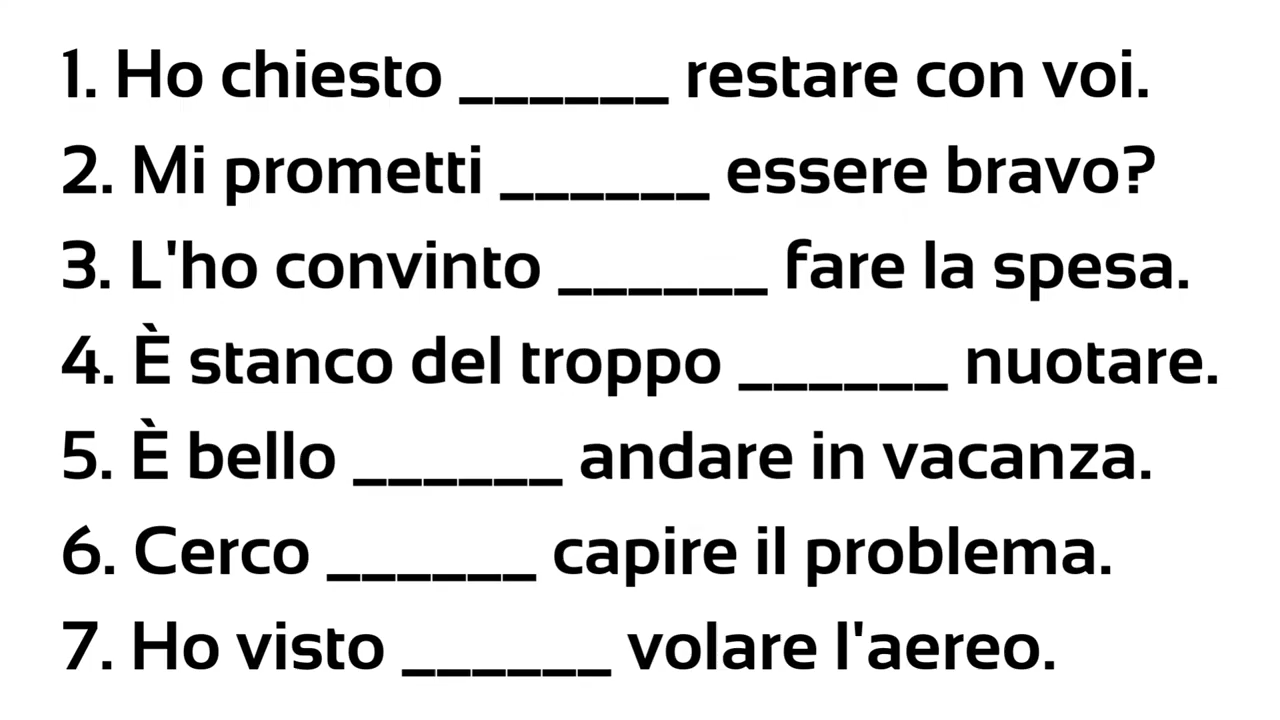 1. Ho chiesto ______ restare con voi.
2. Mi prometti ______ essere bravo?
3. L'ho convinto ______ fare la spesa.
4. È stanco del troppo ______ nuotare.
5. È bello ______ andare in vacanza.
6. Cerco ______ capire il problema.
7. Ho visto ______ volare l'aereo.